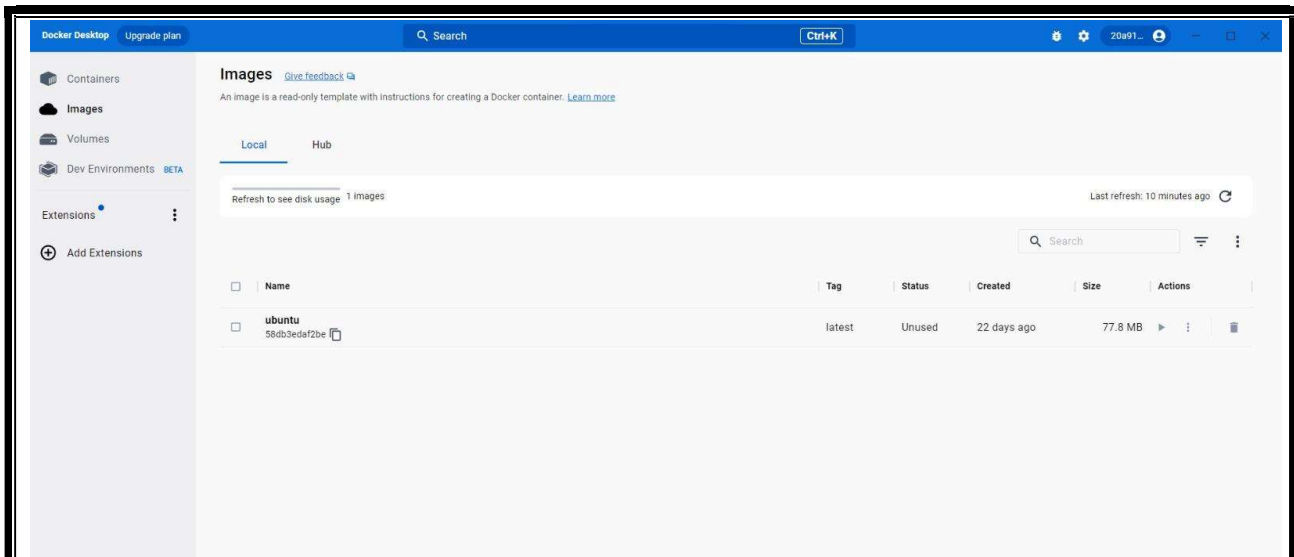 Docker Desktop Upgrade plan Search Ctrl+K 20a91...
Containers
Images
Volumes
Dev Environments BETA
Extensions
Add Extensions
Images Give feedback
An image is a read-only template with instructions for creating a Docker container. Learn more
Local Hub
Refresh to see disk usage 1 images Last refresh: 10 minutes ago
Search
Name Tag Status Created Size Actions
ubuntu
58db3edaf2be latest Unused 22 days ago 77.8 MB